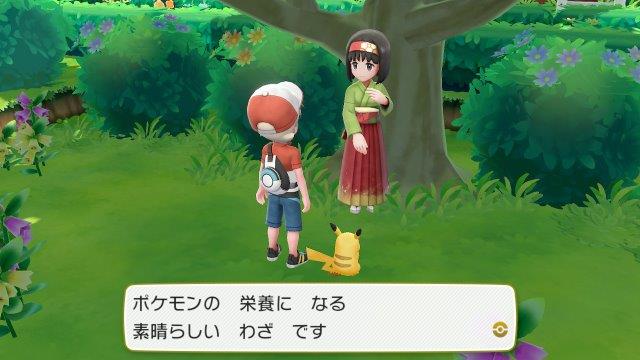 ポケモンの　栄養に　なる
素晴らしい　わざ　です